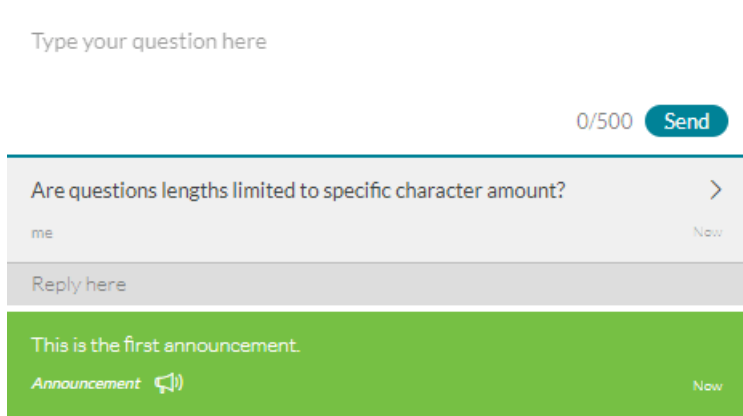 Type your question here
0/500 Send
Are questions lengths limited to specific character amount?
me Now
Reply here
This is the first announcement.
Announcement Now